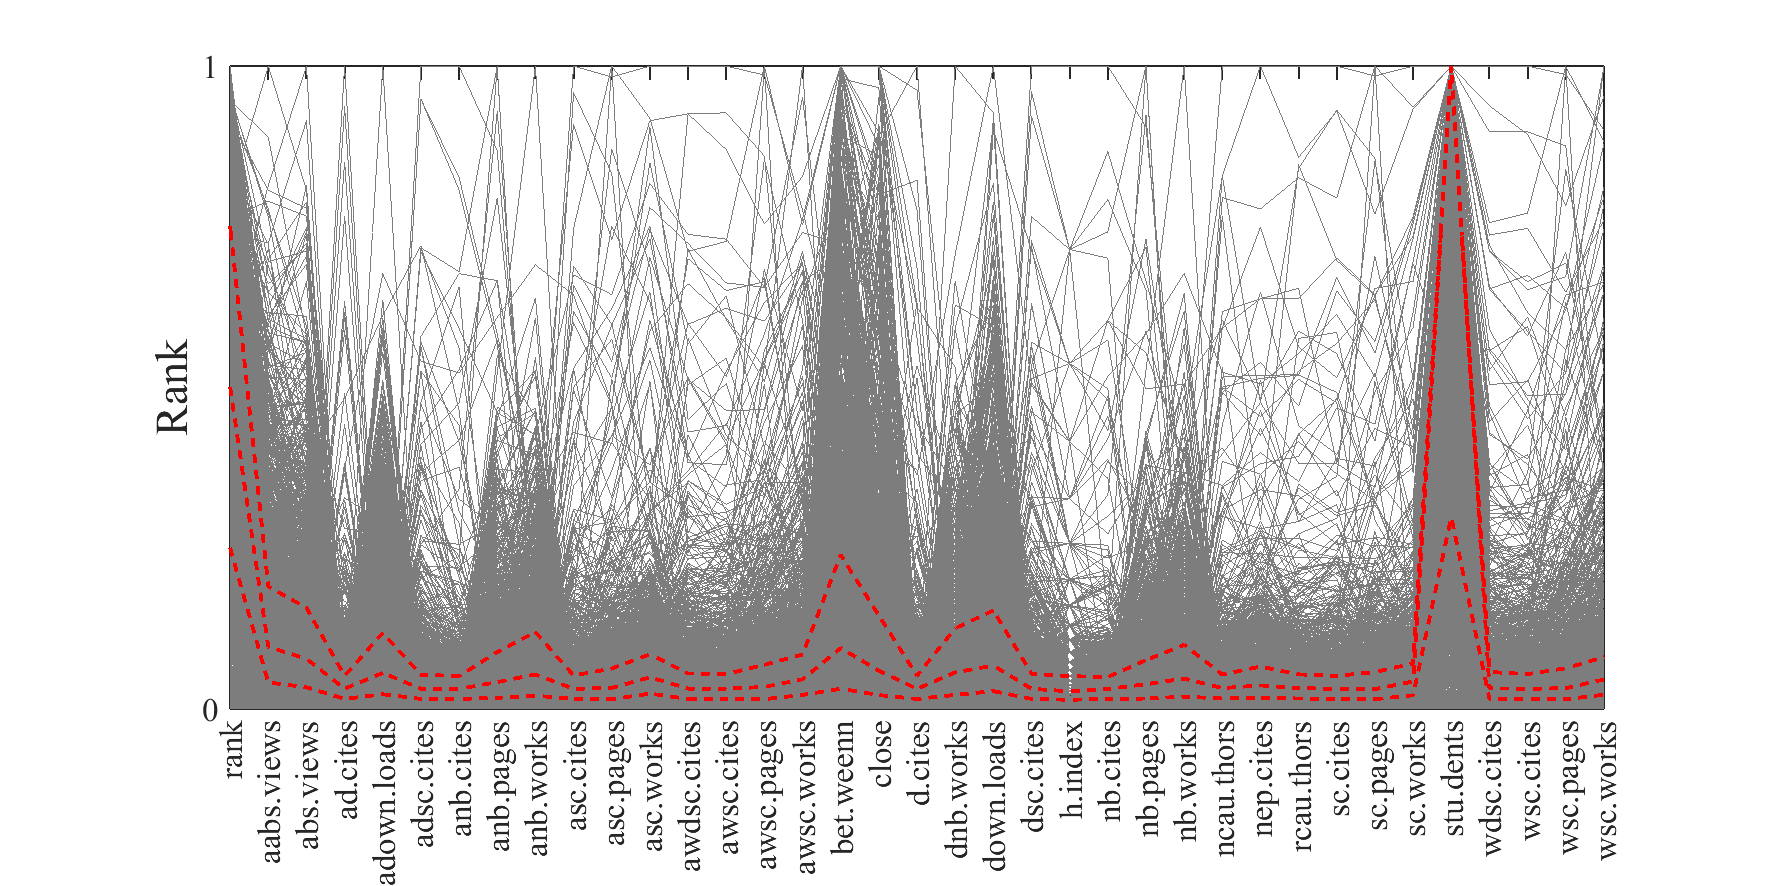 1
Rank
0
rank
aabs.views
abs.views
ad.cites
adown.loads
adsc.cites
anb.cites
anb.pages
anb.works
asc.cites
asc.pages
asc.works
awdsc.cites
awsc.cites
awsc.pages
awsc.works
bet.weenn
close
d.cites
dnb.works
down.loads
dsc.cites
h.index
nb.cites
nb.pages
nb.works
ncau.thors
nep.cites
rcau.thors
sc.cites
sc.pages
sc.works
stu.dents
wdsc.cites
wsc.cites
wsc.pages
wsc.works